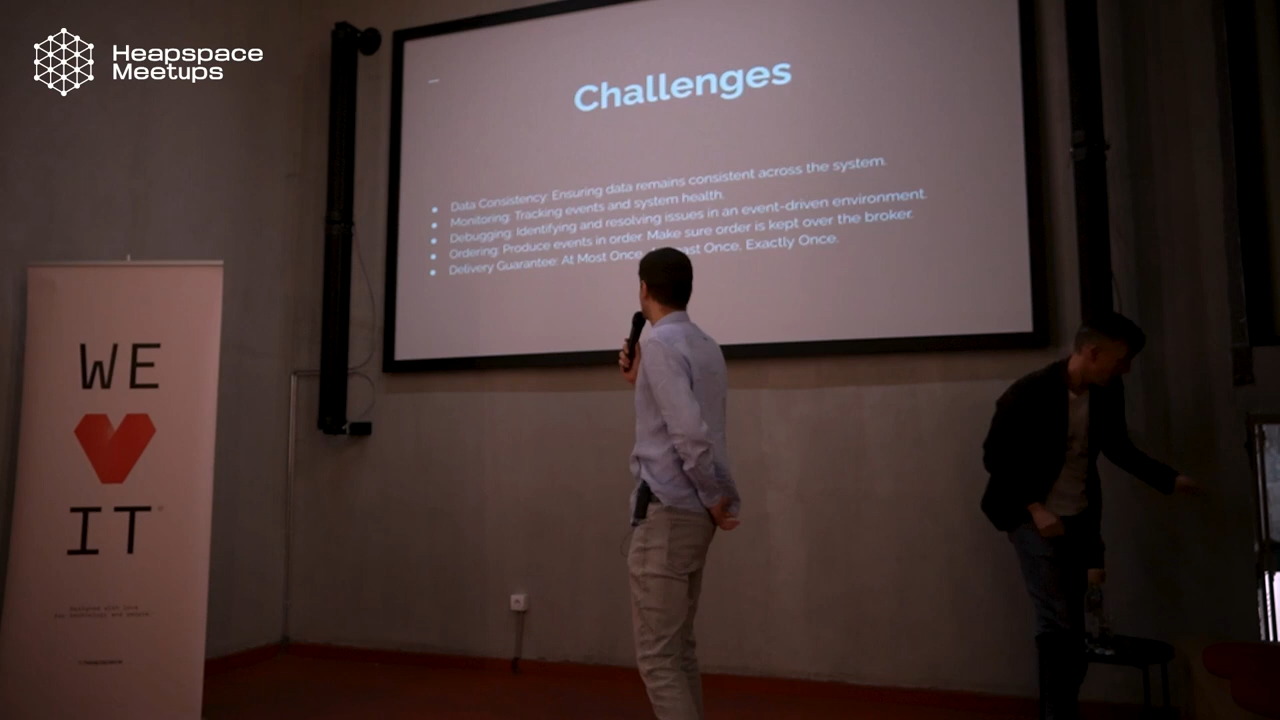 Heapspace
Meetups
Challenges
Data Consistency: Ensuring data remains consistent across the system.
Monitoring: Tracking events and system health.
Debugging: Identifying and resolving issues in an event-driven environment.
Ordering: Produce events in order. Make sure order is kept over the broker.
Delivery Guarantee: At Most Once, ast Once, Exactly Once.
WE
IT